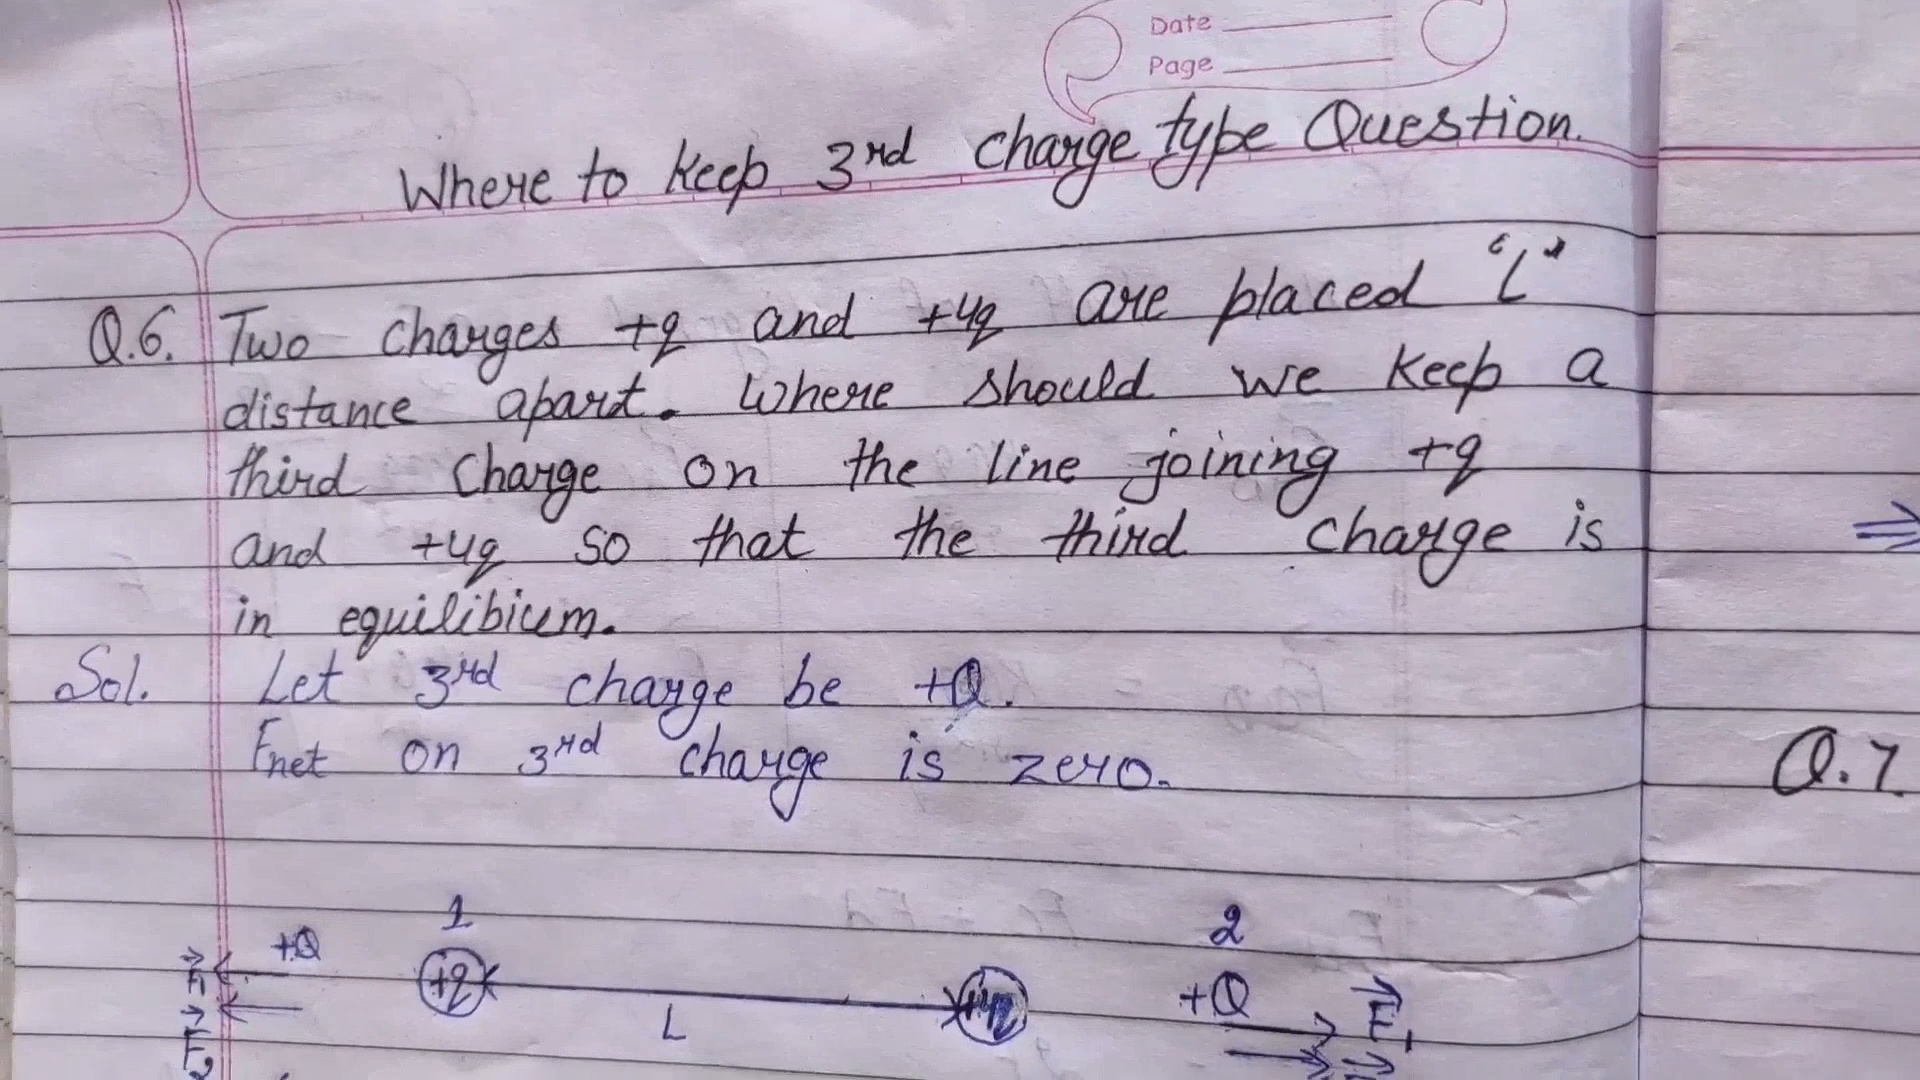 Date
Page
Where to keep 3rd charge type Question.
Q.6. Two charges +q and +4q are placed "L"
distance apart. Where should we keep a
third charge on the line joining +q
and +4q so that the third charge is
in equilibium.
Sol. Let 3rd charge be +Q.
Fnet on 3rd charge is zero.
⇒
Q.7.
1
2
+Q
+q
+4q
+Q
L
F1
F2
F1